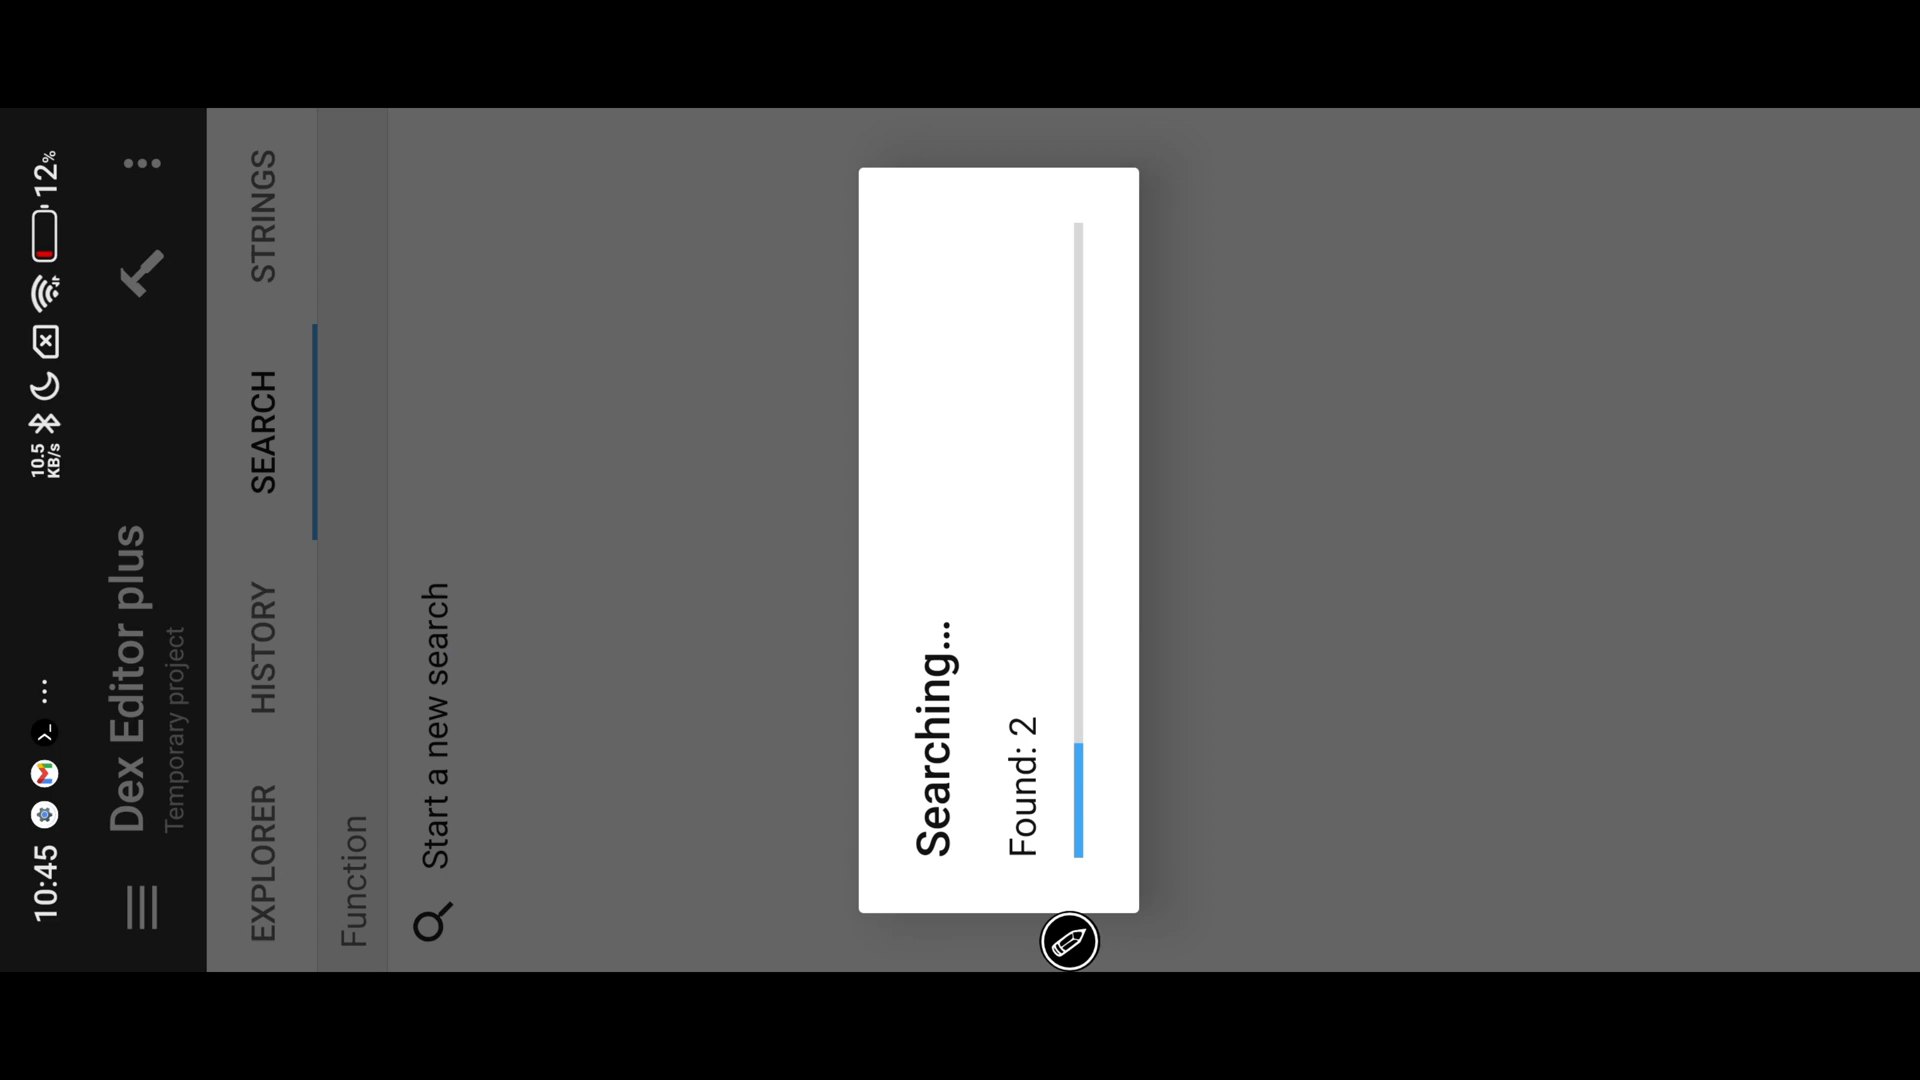 10:45 ... 10.5 KB/s 12%
Dex Editor plus
Temporary project
EXPLORER HISTORY SEARCH STRINGS
Function
Start a new search
Searching...
Found: 2